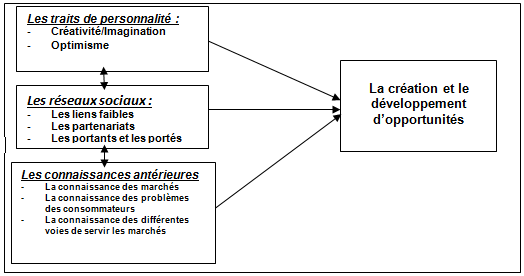 Les traits de personnalité :
- Créativité/Imagination
- Optimisme
Les réseaux sociaux :
- Les liens faibles
- Les partenariats
- Les portants et les portés
Les connaissances antérieures
- La connaissance des marchés
- La connaissance des problèmes
des consommateurs
- La connaissance des différentes
voies de servir les marchés
La création et le
développement
d'opportunités